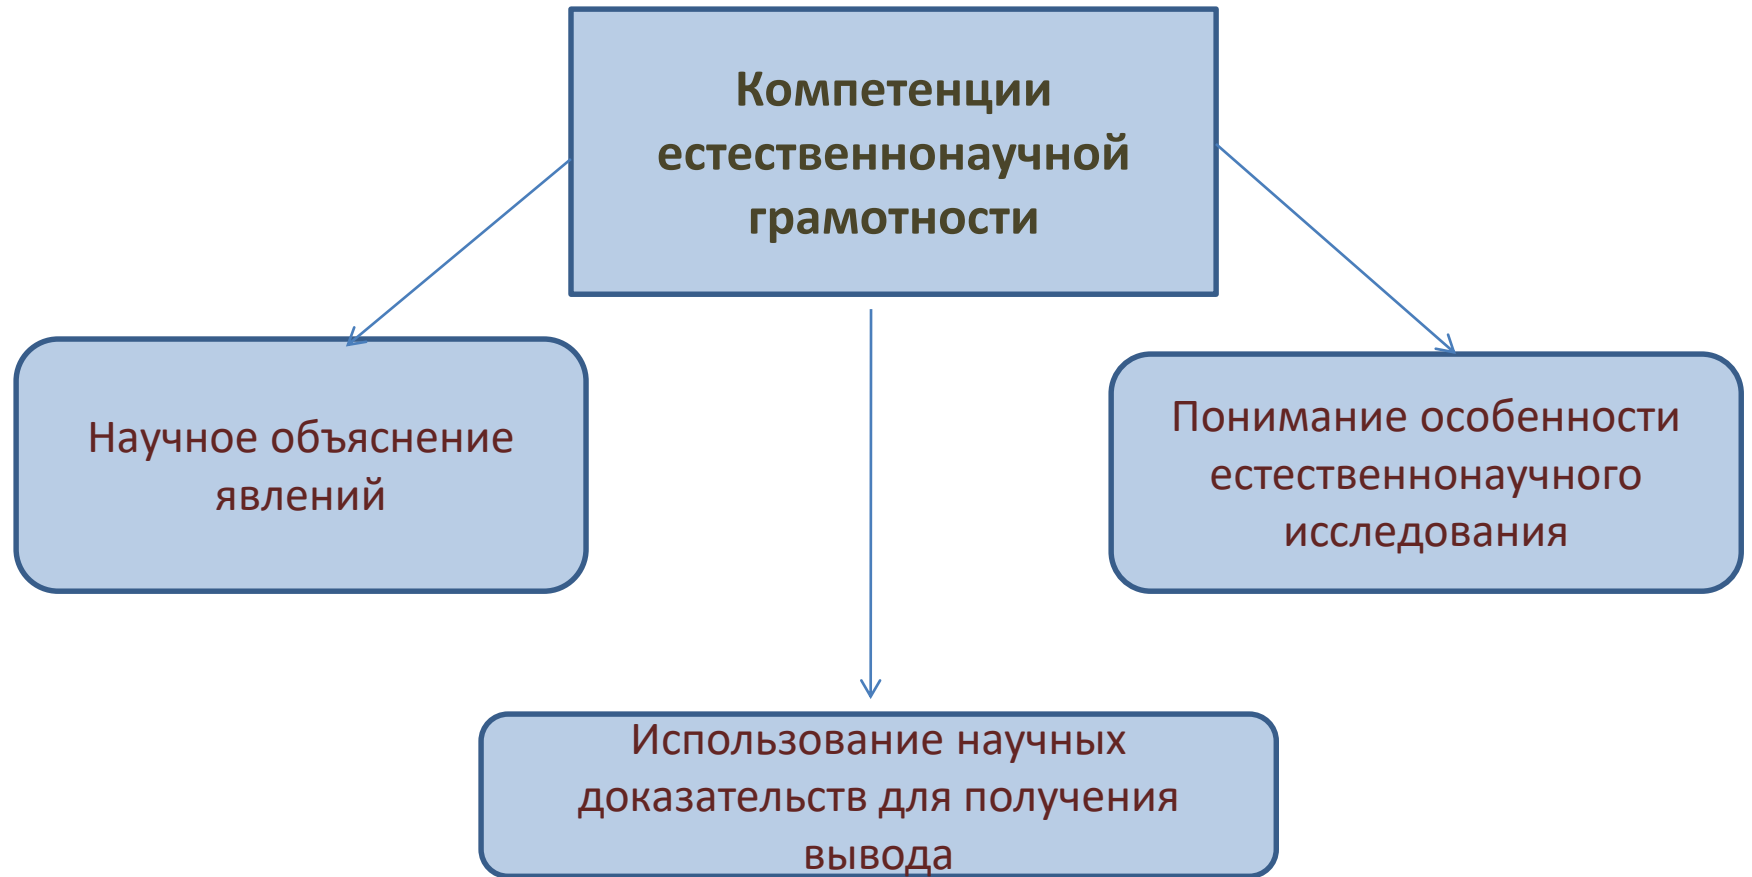 Компетенции
естественнонаучной
грамотности
Научное объяснение
явлений
Понимание особенности
естественнонаучного
исследования
Использование научных
доказательств для получения
вывода